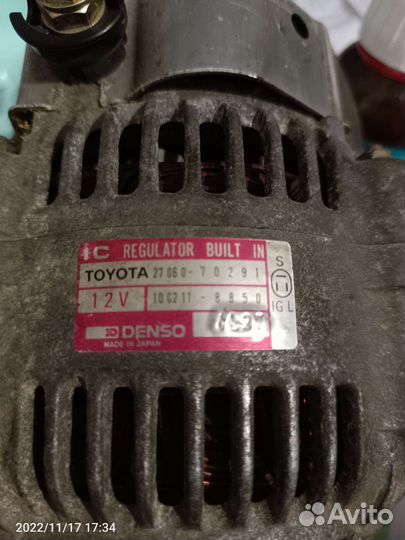 IC REGULATOR BUILT IN
TOYOTA 27060-70291
12V 100211-8850
DENSO
MADE IN JAPAN
S
IG L
2022/11/17 17:34
Avito